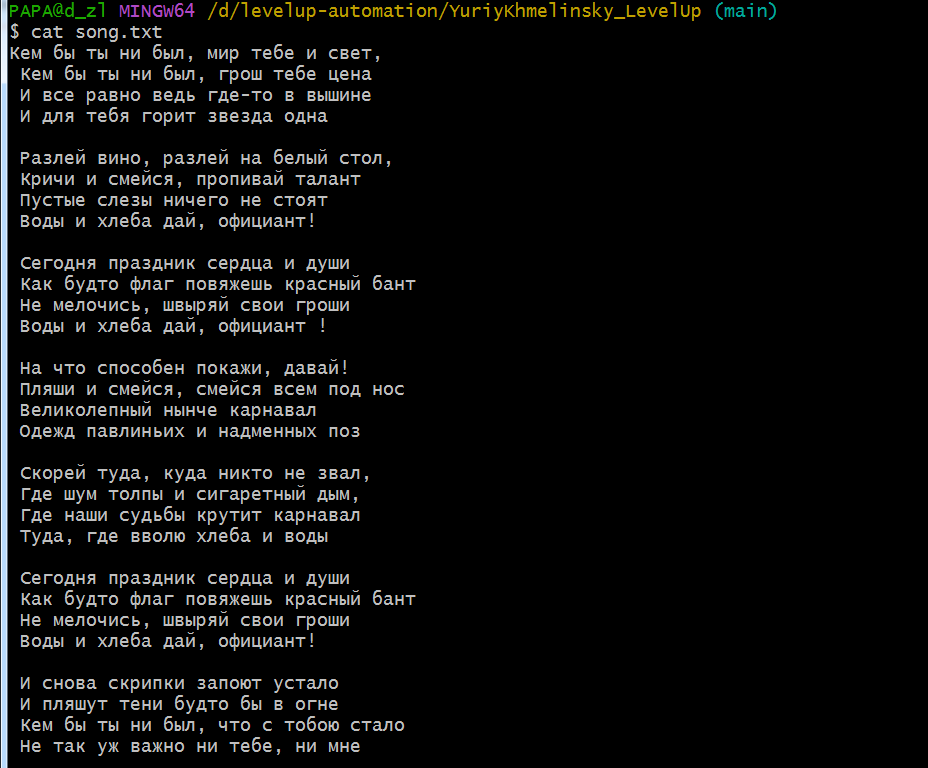 PAPA@d_zl MINGW64 /d/levelup-automation/YuriyKhmelinsky_LevelUp (main)
$ cat song.txt
Кем бы ты ни был, мир тебе и свет,
Кем бы ты ни был, грош тебе цена
И все равно ведь где-то в вышине
И для тебя горит звезда одна

Разлей вино, разлей на белый стол,
Кричи и смейся, пропивай талант
Пустые слезы ничего не стоят
Воды и хлеба дай, официант!

Сегодня праздник сердца и души
Как будто флаг повяжешь красный бант
Не мелочись, швыряй свои гроши
Воды и хлеба дай, официант !

На что способен покажи, давай!
Пляши и смейся, смейся всем под нос
Великолепный нынче карнавал
Одежд павлиньих и надменных поз

Скорей туда, куда никто не звал,
Где шум толпы и сигаретный дым,
Где наши судьбы крутит карнавал
Туда, где вволю хлеба и воды

Сегодня праздник сердца и души
Как будто флаг повяжешь красный бант
Не мелочись, швыряй свои гроши
Воды и хлеба дай, официант!

И снова скрипки запоют устало
И пляшут тени будто бы в огне
Кем бы ты ни был, что с тобою стало
Не так уж важно ни тебе, ни мне